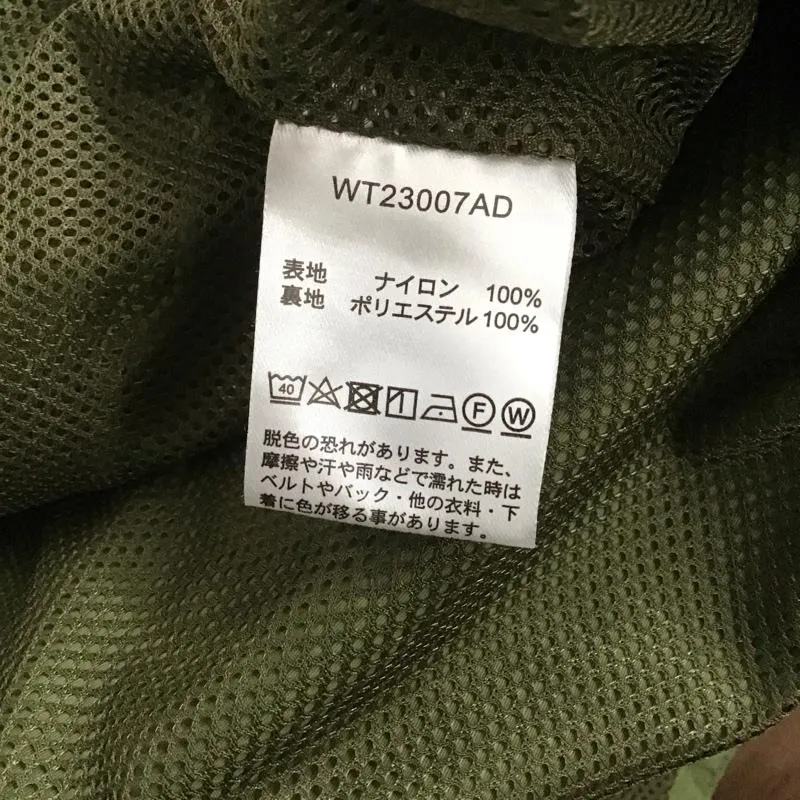 WT23007AD
表地 ナイロン 100%
裏地 ポリエステル 100%
40 F W
脱色の恐れがあります。また、
摩擦や汗や雨などで濡れた時は
ベルトやバック・他の衣料・下
着に色が移る事があります。